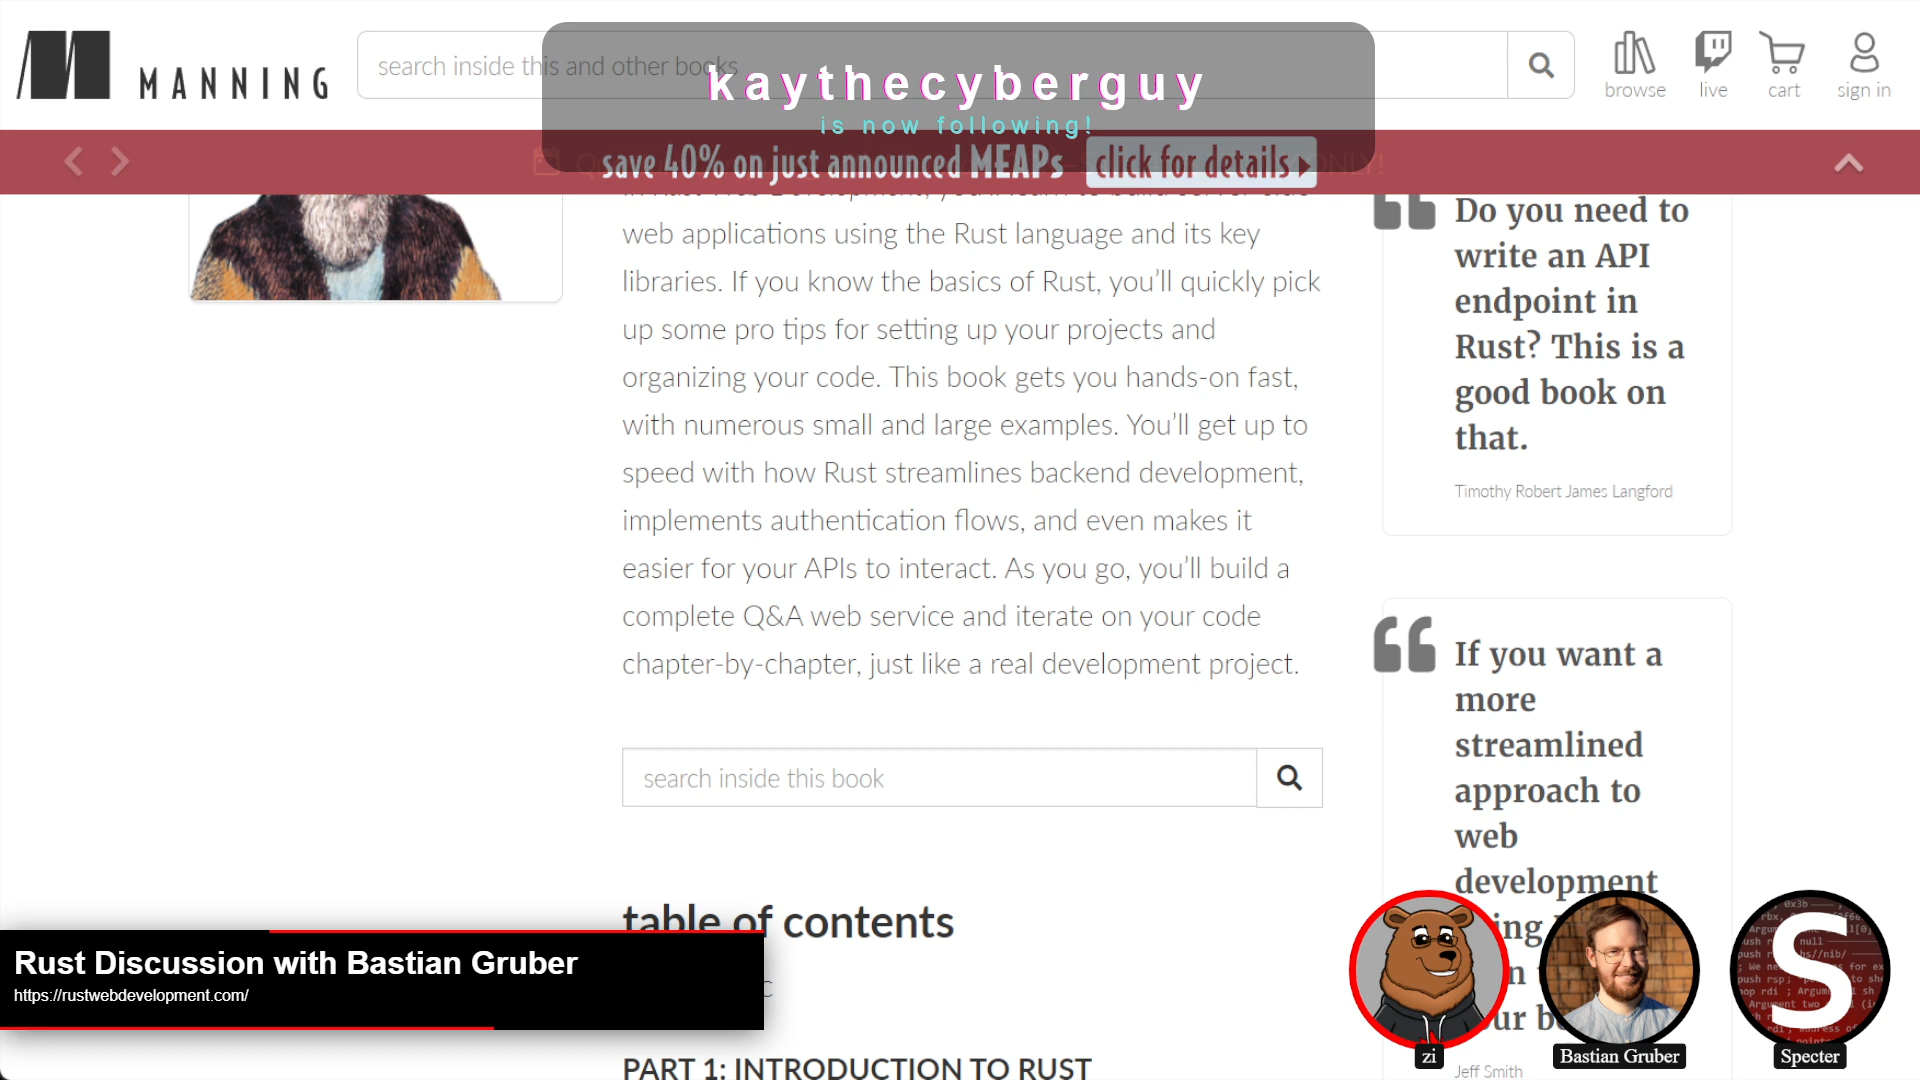 MANNING
search inside this and other books
kaythecyberguy
is now following!
browse
live
cart
sign in
save 40% on just announced MEAPs
click for details
web applications using the Rust language and its key
libraries. If you know the basics of Rust, you’ll quickly pick
up some pro tips for setting up your projects and
organizing your code. This book gets you hands-on fast,
with numerous small and large examples. You’ll get up to
speed with how Rust streamlines backend development,
implements authentication flows, and even makes it
easier for your APIs to interact. As you go, you’ll build a
complete Q&A web service and iterate on your code
chapter-by-chapter, just like a real development project.
search inside this book
table of contents
PART 1: INTRODUCTION TO RUST
Do you need to
write an API
endpoint in
Rust? This is a
good book on
that.
Timothy Robert James Langford
If you want a
more
streamlined
approach to
web
development
Jeff Smith
Rust Discussion with Bastian Gruber
https://rustwebdevelopment.com/
zi
Bastian Gruber
S
Specter